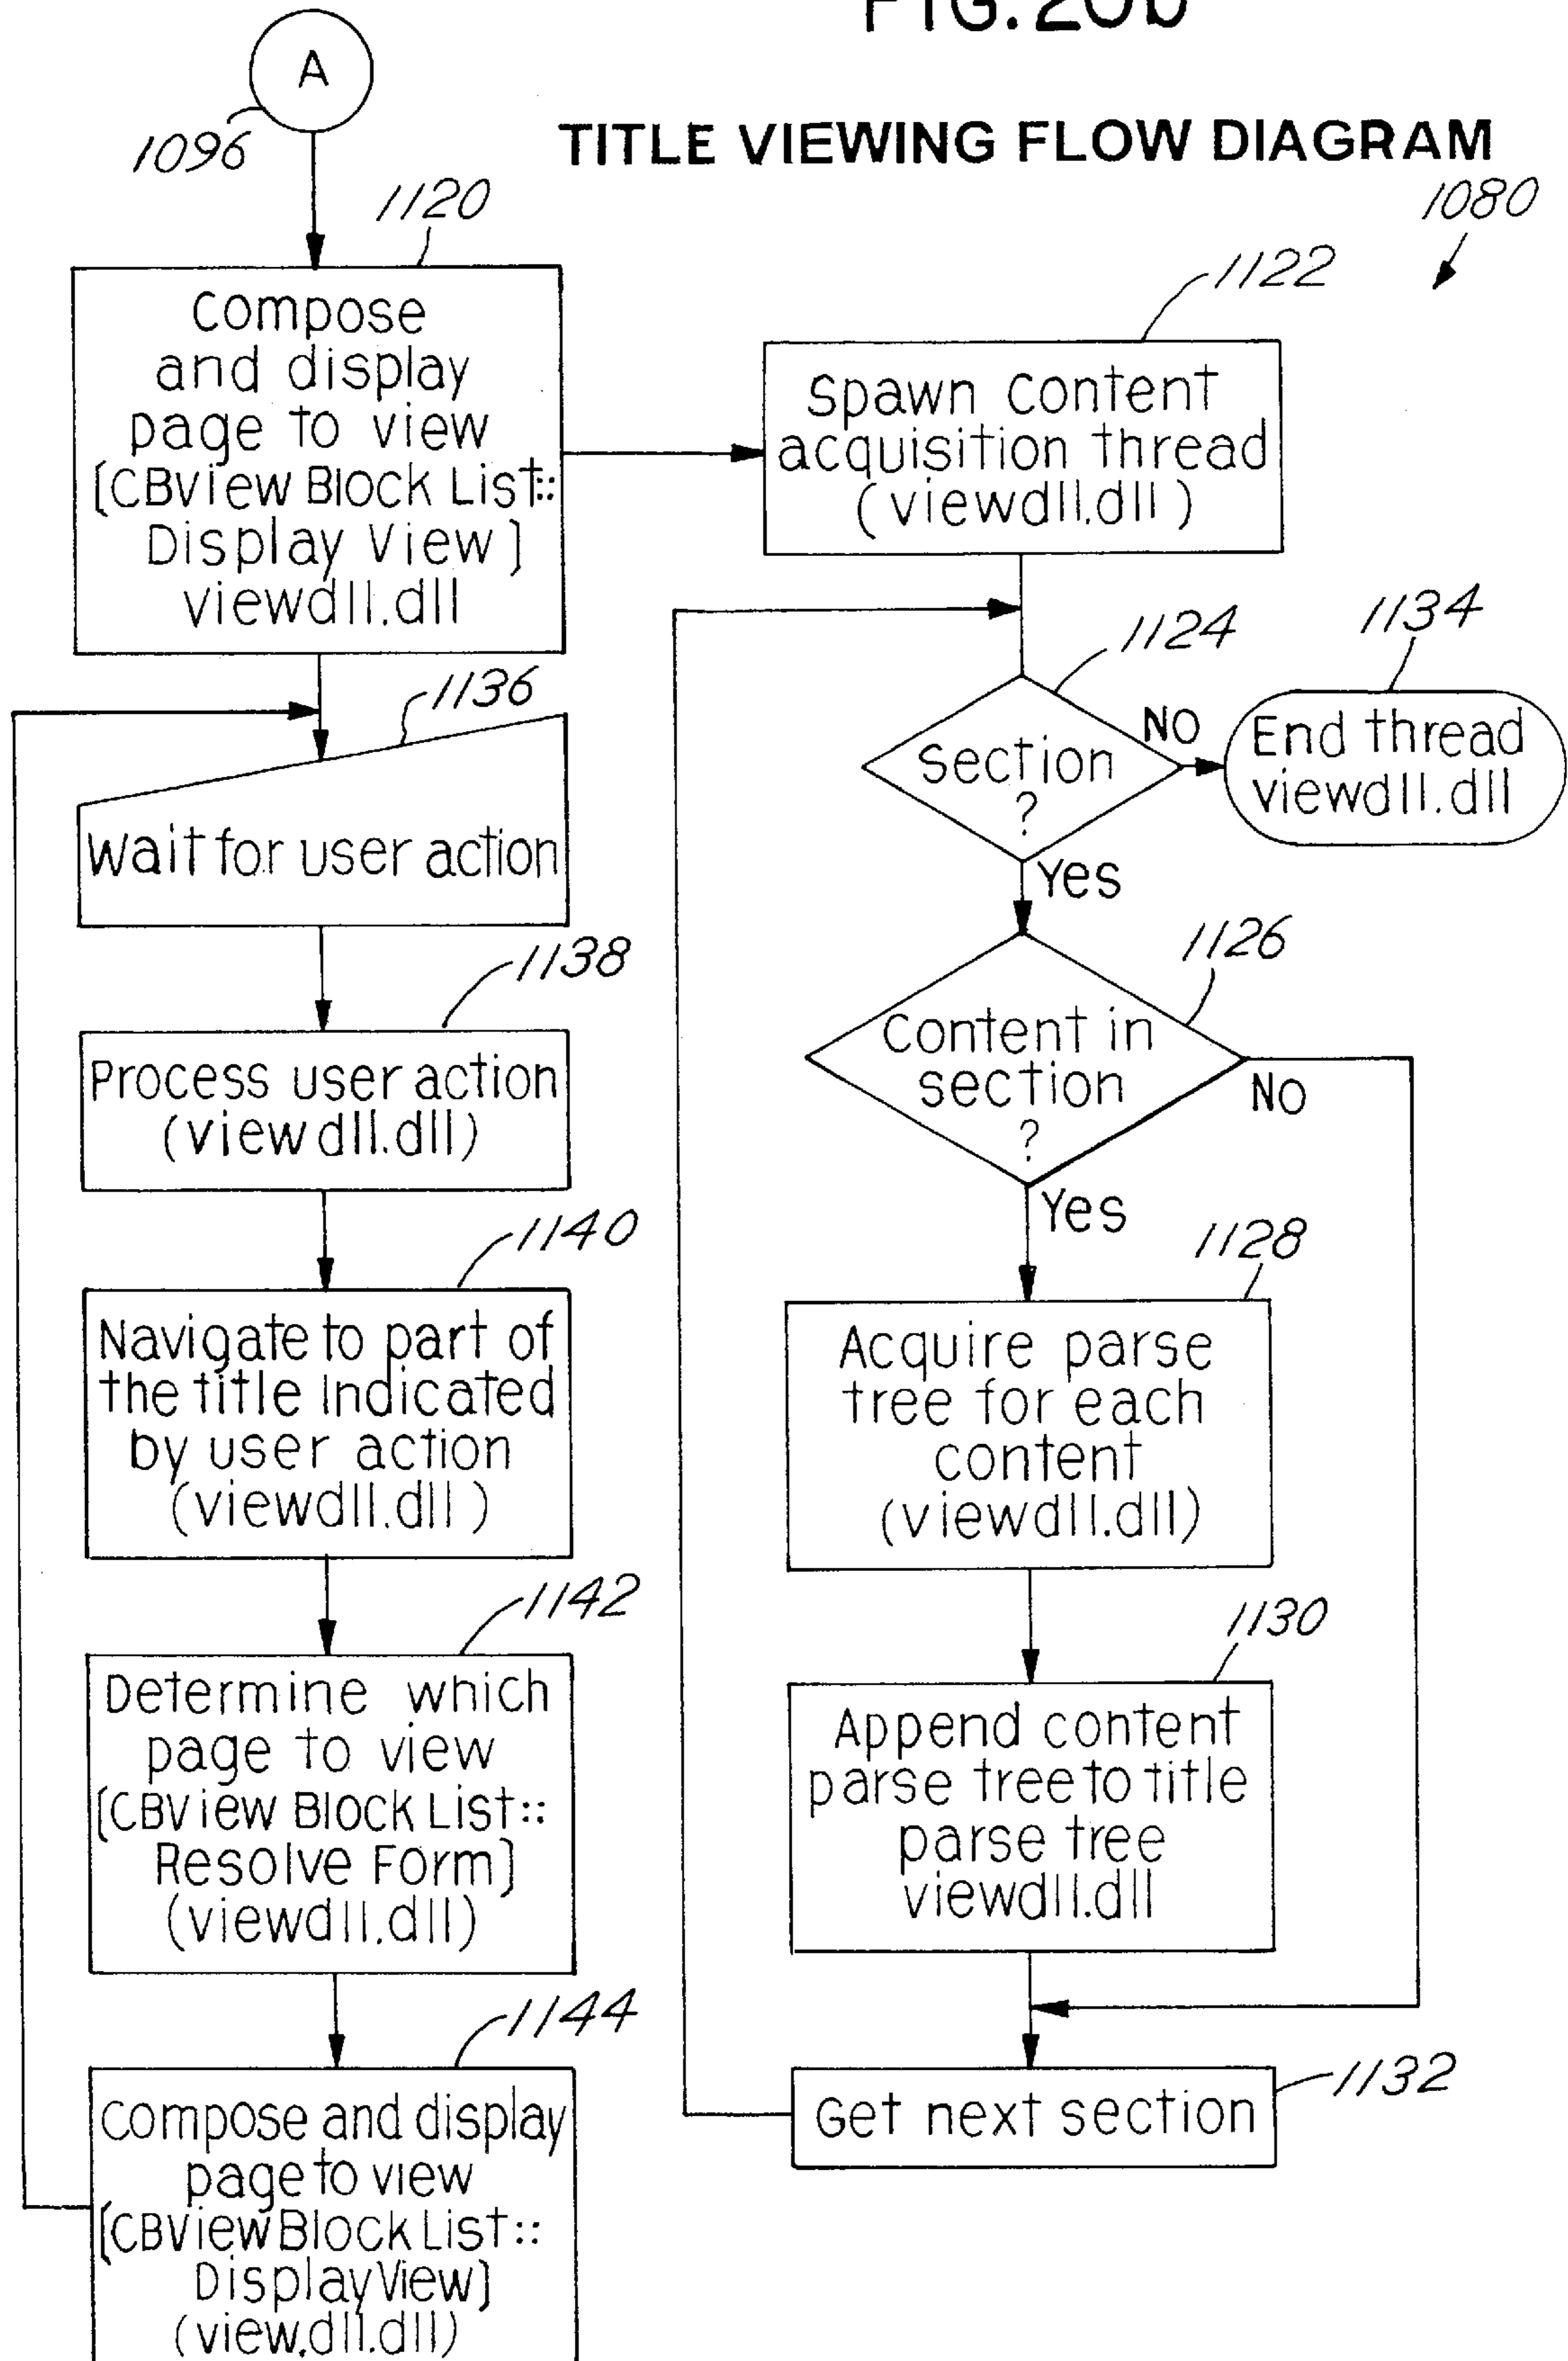 FIG. 20b
A
1096
TITLE VIEWING FLOW DIAGRAM
1080
1120
Compose
and display
page to view
[CBView Block List::
Display View]
viewdll.dll
1122
Spawn Content
acquisition thread
(viewdll.dll)
1136
Wait for user action
1124
Section
?
NO
Yes
1134
End thread
viewdll.dll
1138
Process user action
(viewdll.dll)
1126
Content in
section
?
NO
Yes
1140
Navigate to part of
the title Indicated
by user action
(viewdll.dll)
1128
Acquire parse
tree for each
content
(viewdll.dll)
1142
Determine which
page to view
[CBView Block List::
Resolve Form]
(viewdll.dll)
1130
Append content
parse tree to title
parse tree
viewdll.dll
1144
Compose and display
page to view
[CBView Block List::
Display View]
(view.dll.dll)
1132
Get next section